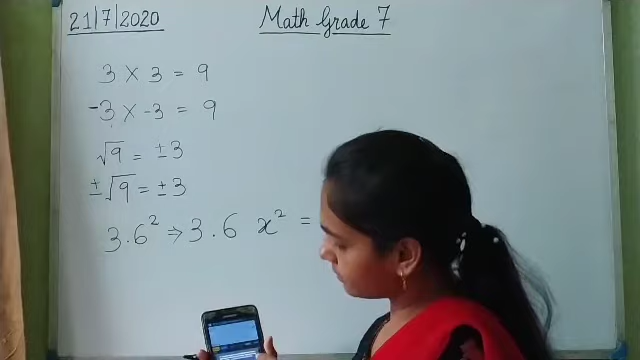 21/7/2020
Math Grade 7
3 × 3 = 9
-3 × -3 = 9
√9 = ±3
±√9 = ±3
3.6² ⇒ 3.6 x² =